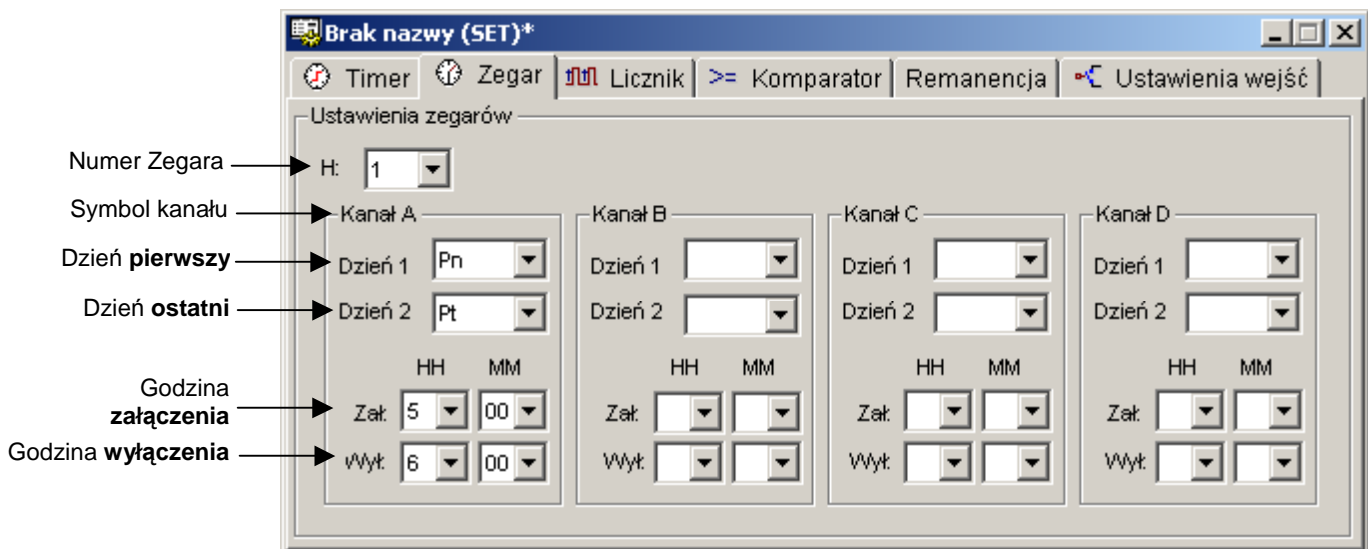 Brak nazwy (SET)*
Timer Zegar Licznik >= Komparator Remanencja Ustawienia wejść
Ustawienia zegarów
Numer Zegara H: 1
Symbol kanału Kanał A Kanał B Kanał C Kanał D
Dzień pierwszy Dzień 1 Pn Dzień 1 Dzień 1 Dzień 1
Dzień ostatni Dzień 2 Pt Dzień 2 Dzień 2 Dzień 2
HH MM HH MM HH MM HH MM
Godzina
załączenia Zał: 5 00 Zał: Zał: Zał:
Godzina wyłączenia Wył: 6 00 Wył: Wył: Wył: